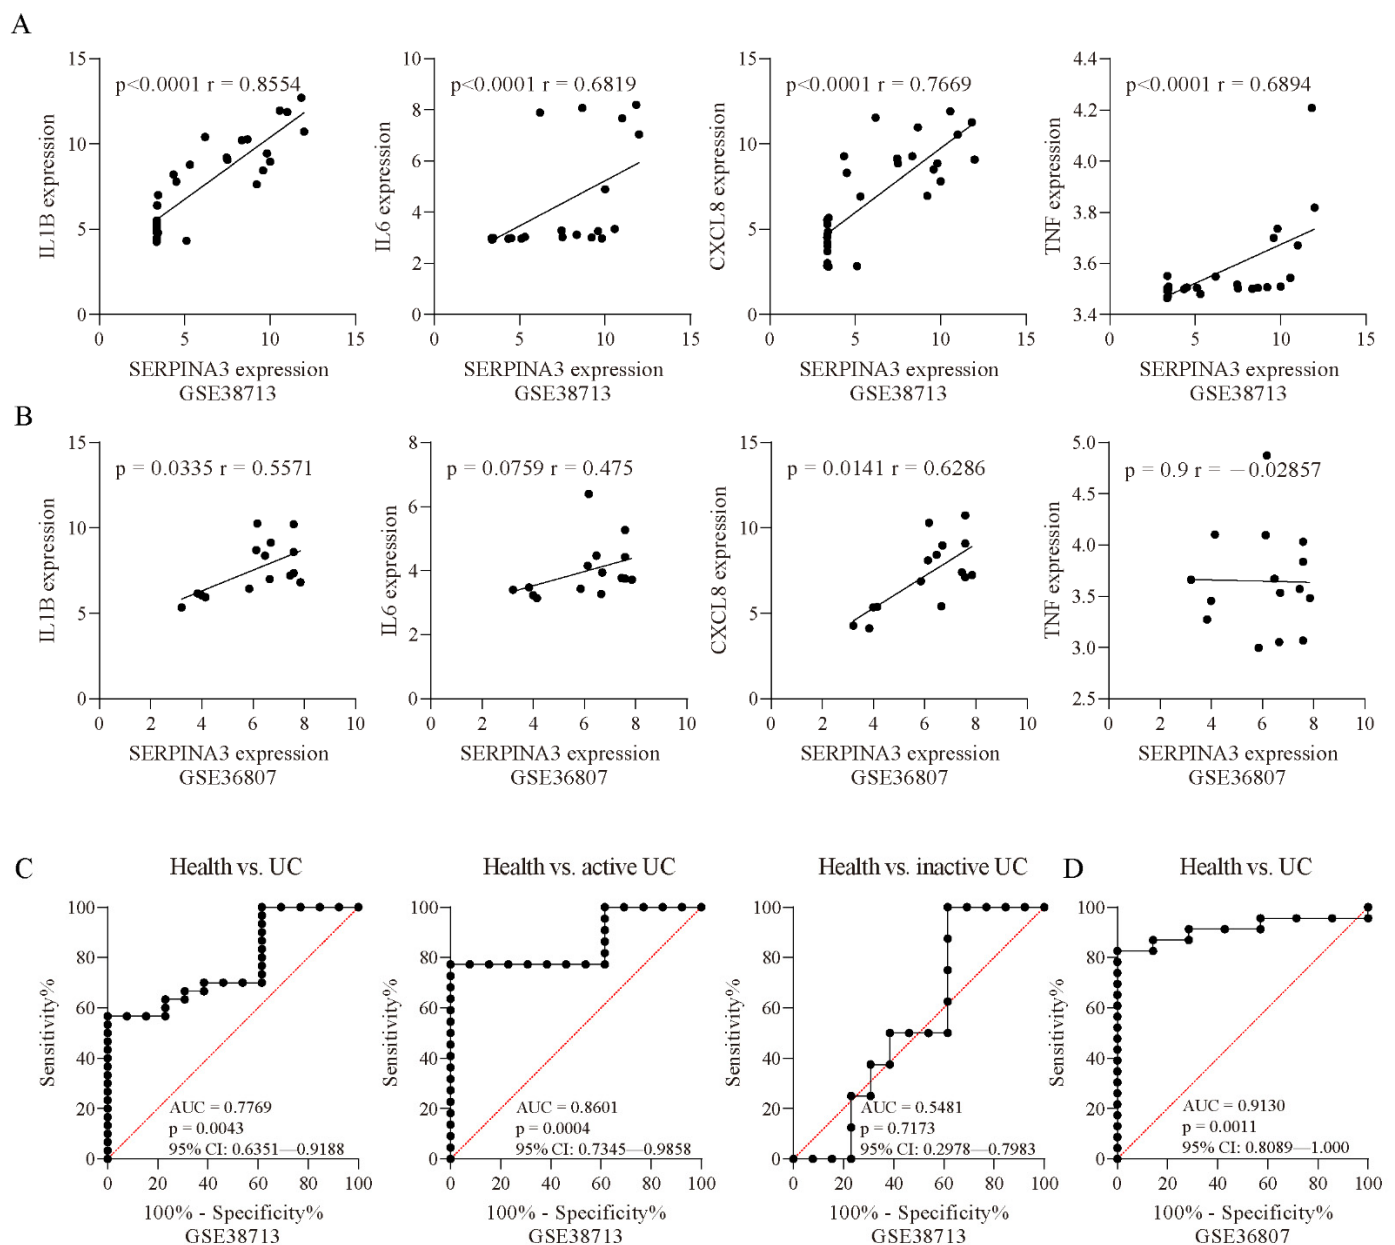 A
p<0.0001 r = 0.8554
IL1B expression
15
10
5
0
0 5 10 15
SERPINA3 expression
GSE38713
p<0.0001 r = 0.6819
IL6 expression
10
8
6
4
2
0
0 5 10 15
SERPINA3 expression
GSE38713
p<0.0001 r = 0.7669
CXCL8 expression
15
10
5
0
0 5 10 15
SERPINA3 expression
GSE38713
p<0.0001 r = 0.6894
TNF expression
4.4
4.2
4.0
3.8
3.6
3.4
0 5 10 15
SERPINA3 expression
GSE38713
B
p = 0.0335 r = 0.5571
IL1B expression
15
10
5
0
0 2 4 6 8 10
SERPINA3 expression
GSE36807
p = 0.0759 r = 0.475
IL6 expression
8
6
4
2
0
0 2 4 6 8 10
SERPINA3 expression
GSE36807
p = 0.0141 r = 0.6286
CXCL8 expression
15
10
5
0
0 2 4 6 8 10
SERPINA3 expression
GSE36807
p = 0.9 r = −0.02857
TNF expression
5.0
4.5
4.0
3.5
3.0
2.5
0 2 4 6 8 10
SERPINA3 expression
GSE36807
C
Health vs. UC
Sensitivity%
100
80
60
40
20
0
AUC = 0.7769
p = 0.0043
95% CI: 0.6351—0.9188
0 20 40 60 80 100
100% - Specificity%
GSE38713
Health vs. active UC
Sensitivity%
100
80
60
40
20
0
AUC = 0.8601
p = 0.0004
95% CI: 0.7345—0.9858
0 20 40 60 80 100
100% - Specificity%
GSE38713
Health vs. inactive UC
Sensitivity%
100
80
60
40
20
0
AUC = 0.5481
p = 0.7173
95% CI: 0.2978—0.7983
0 20 40 60 80 100
100% - Specificity%
GSE38713
D
Health vs. UC
Sensitivity%
100
80
60
40
20
0
AUC = 0.9130
p = 0.0011
95% CI: 0.8089—1.000
0 20 40 60 80 100
100% - Specificity%
GSE36807